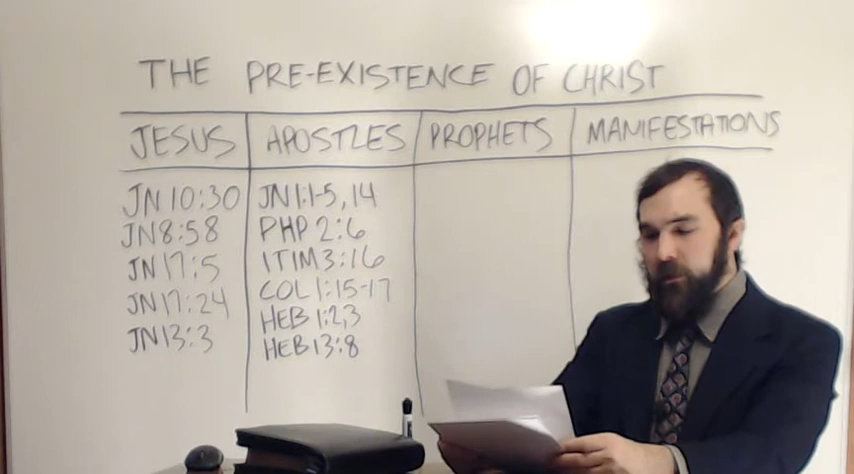 THE PRE-EXISTENCE OF CHRIST
JESUS APOSTLES PROPHETS MANIFESTATIONS
JN 10:30 JN 1:1-5, 14
JN 8:58 PHP 2:6
JN 17:5 1TIM 3:16
JN 17:24 COL 1:15-17
JN 13:3 HEB 1:2,3
HEB 13:8